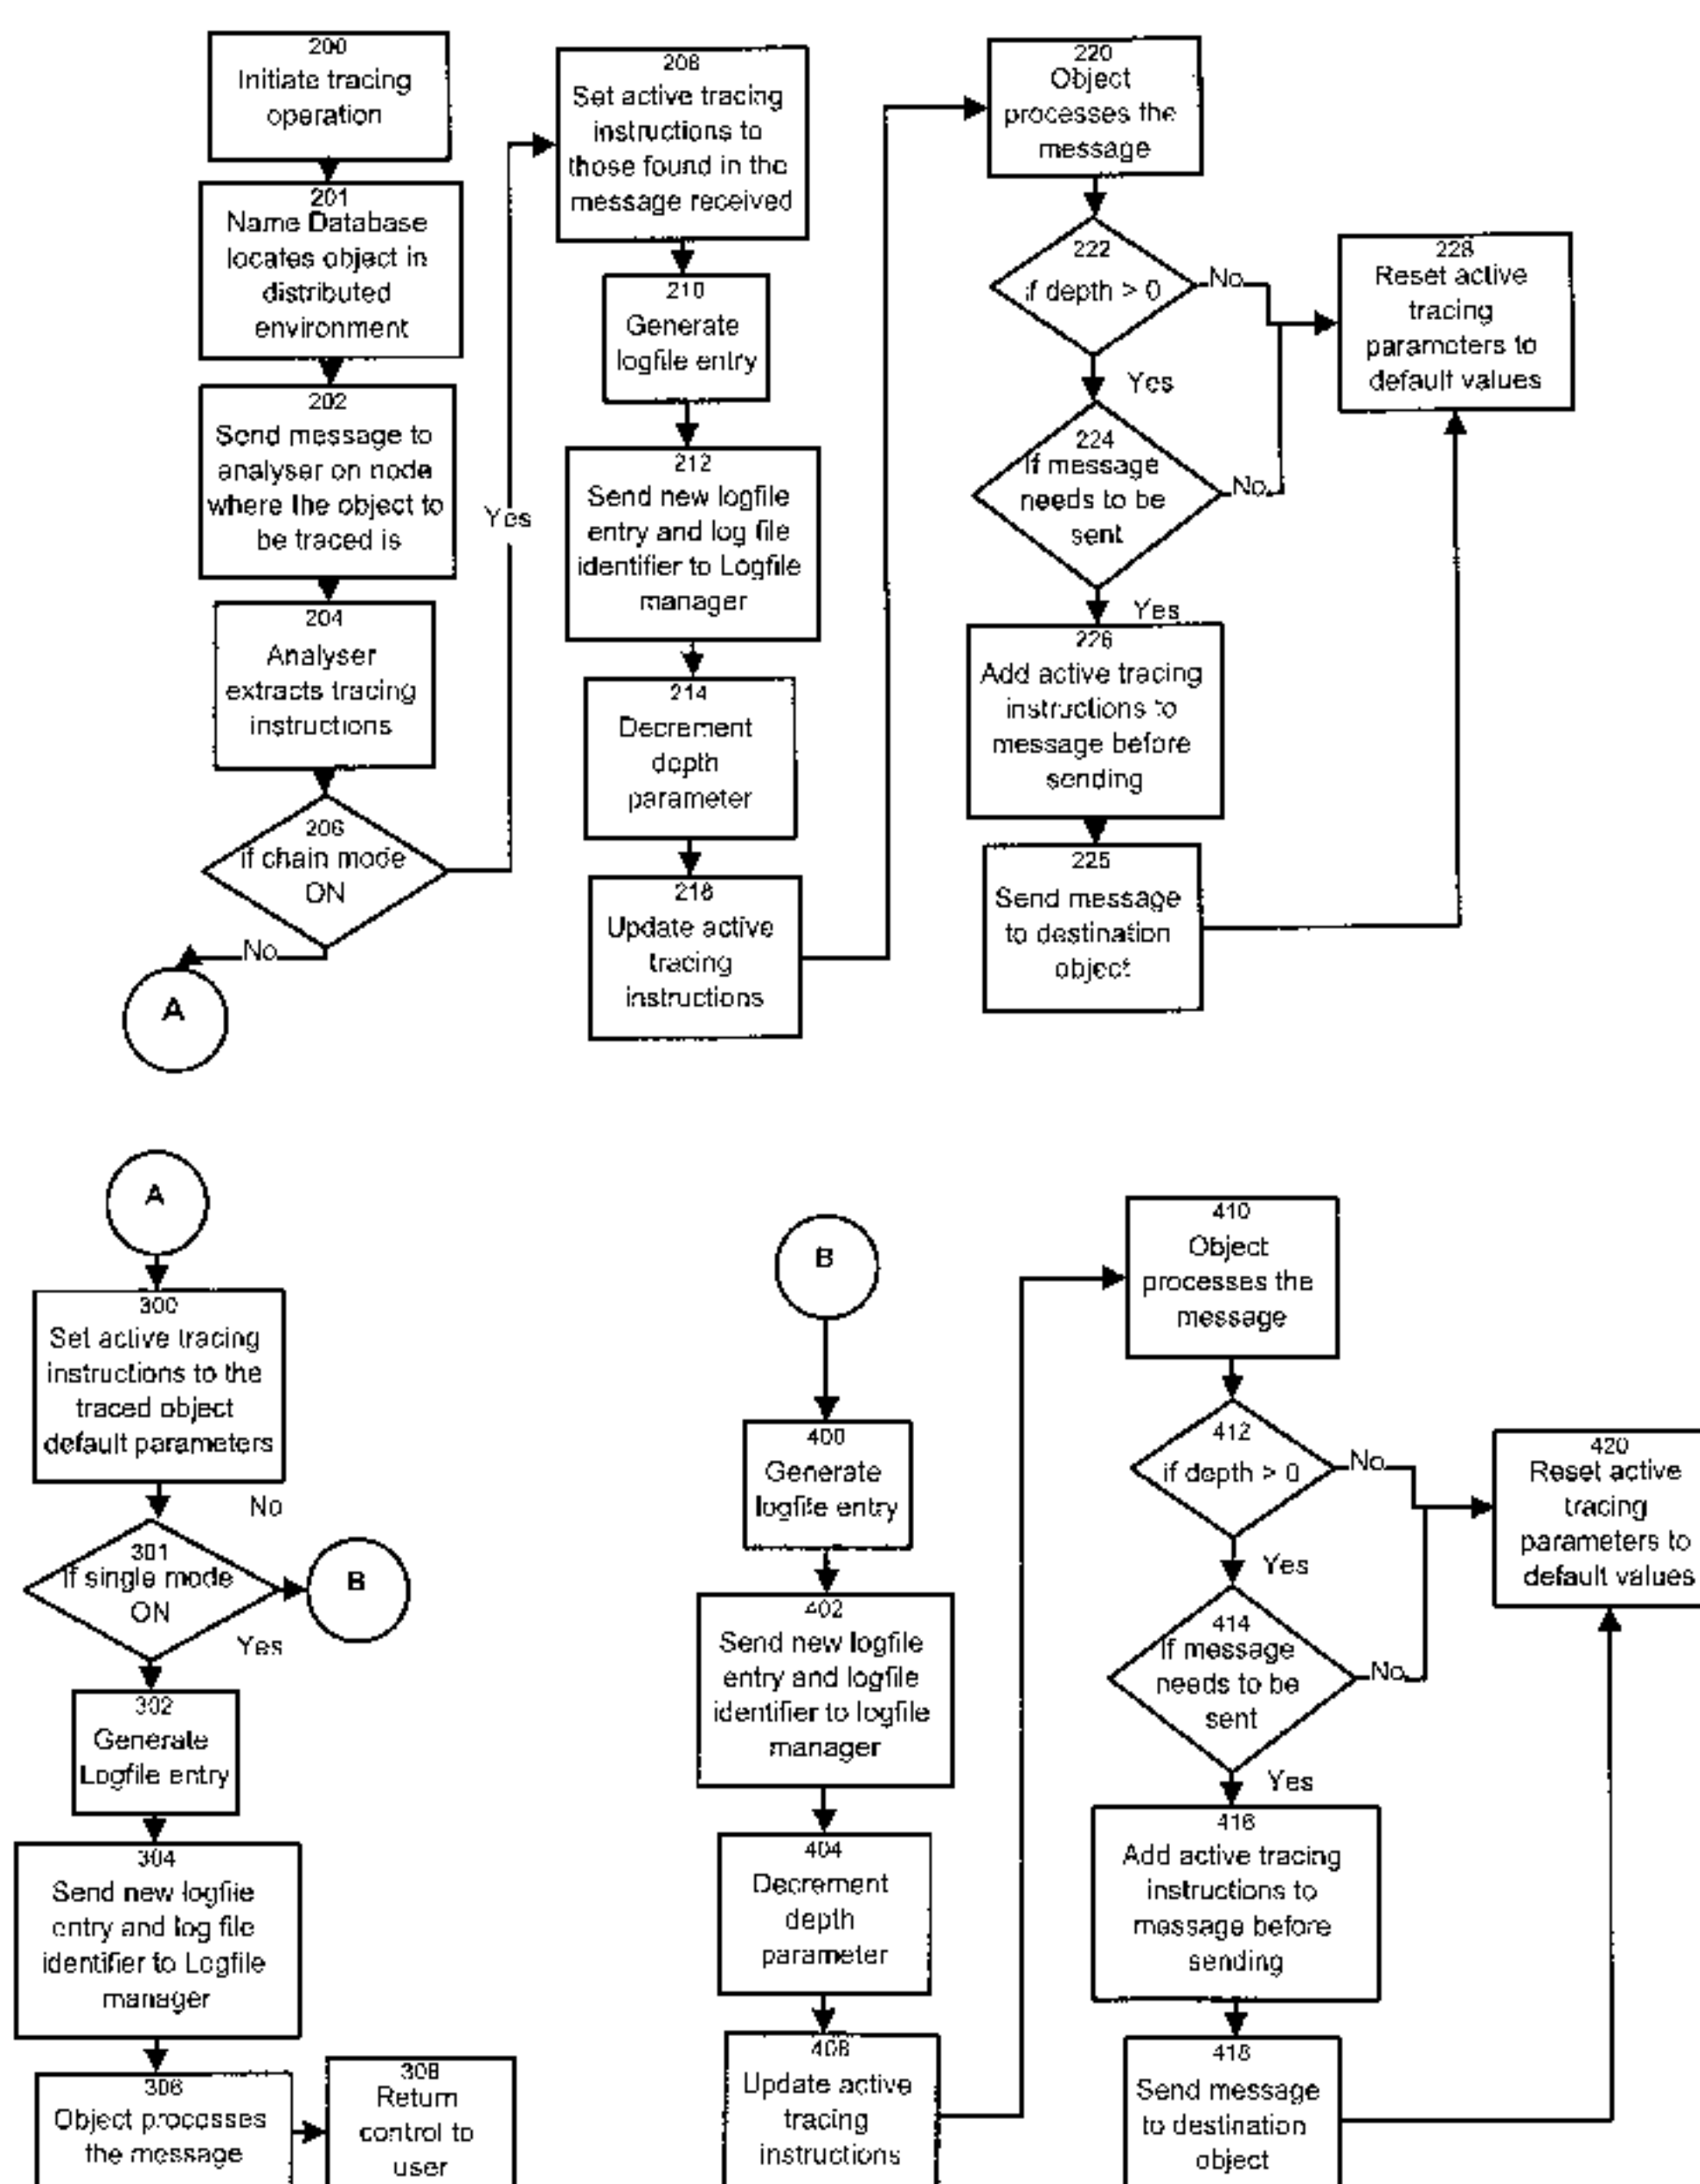 200
Initiate tracing
operation
201
Name Database
locates object in
distributed
environment
202
Send message to
analyser on node
where the object to
be traced is
204
Analyser
extracts tracing
instructions
206
if chain mode
ON
No
A
Yes
208
Set active tracing
instructions to
those found in the
message received
210
Generate
logfile entry
212
Send new logfile
entry and log file
identifier to Logfile
manager
214
Decrement
depth
parameter
218
Update active
tracing
instructions
220
Object
processes the
message
222
if depth > 0
No
Yes
224
If message
needs to be
sent
No
Yes
226
Add active tracing
instructions to
message before
sending
225
Send message
to destination
object
228
Reset active
tracing
parameters to
default values
A
300
Set active tracing
instructions to the
traced object
default parameters
No
301
If single mode
ON
B
Yes
302
Generate
Logfile entry
304
Send new logfile
entry and log file
identifier to Logfile
manager
306
Object processes
the message
308
Return
control to
user
B
400
Generate
logfile entry
402
Send new logfile
entry and logfile
identifier to logfile
manager
404
Decrement
depth
parameter
408
Update active
tracing
instructions
410
Object
processes the
message
412
if depth > 0
No
Yes
414
If message
needs to be
sent
No
Yes
416
Add active tracing
instructions to
message before
sending
418
Send message
to destination
object
420
Reset active
tracing
parameters to
default values